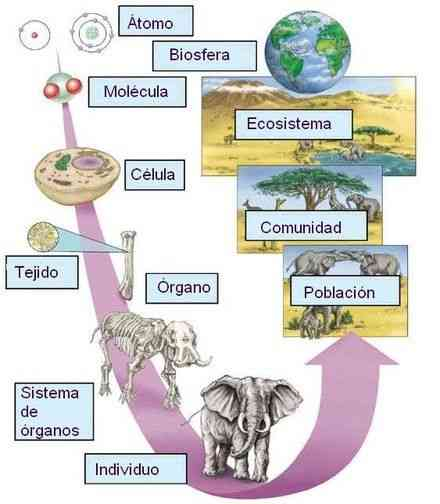 Átomo
Biosfera
Molécula
Ecosistema
Célula
Comunidad
Tejido
Órgano
Población
Sistema
de
órganos
Individuo